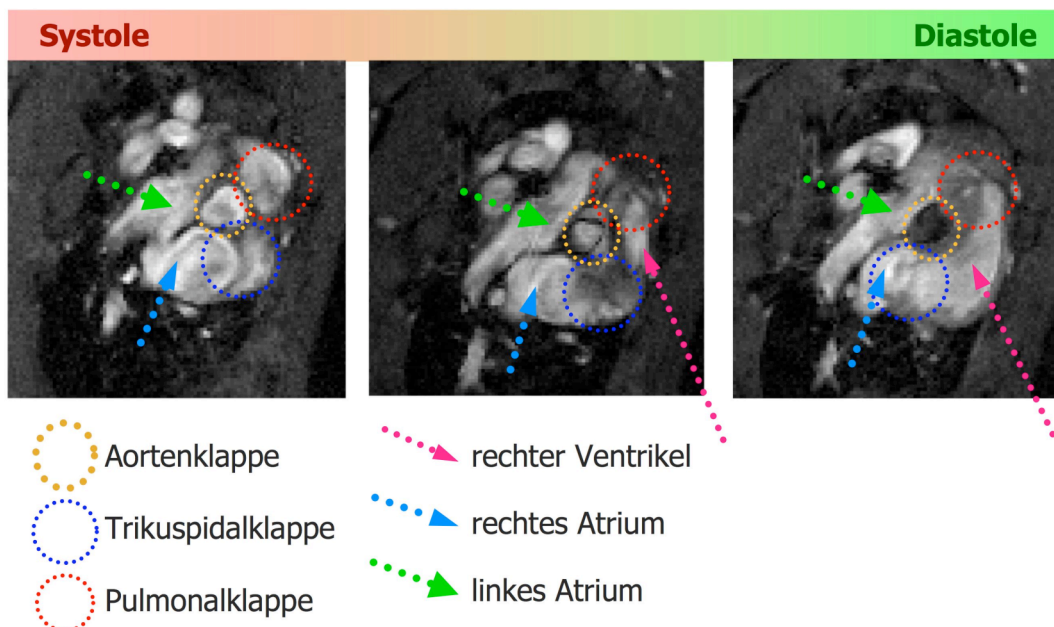 Systole
Diastole
Aortenklappe
Trikuspidalklappe
Pulmonalklappe
rechter Ventrikel
rechtes Atrium
linkes Atrium